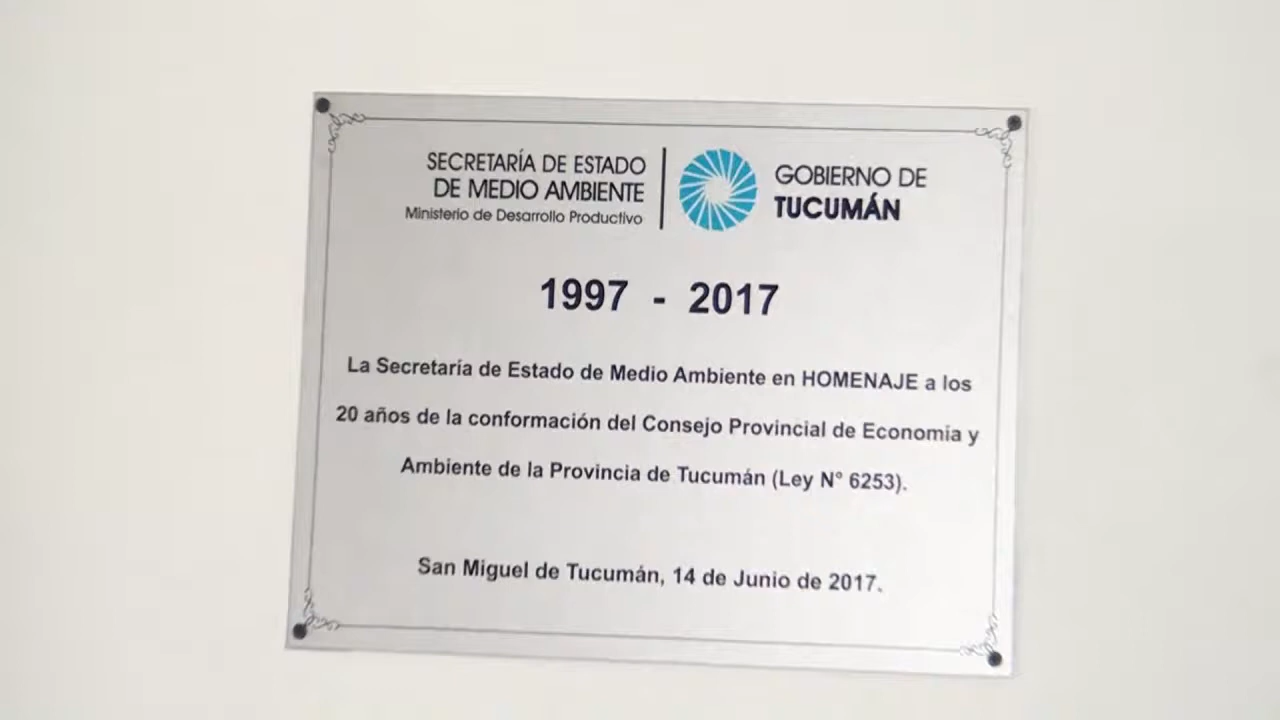 SECRETARÍA DE ESTADO
DE MEDIO AMBIENTE
Ministerio de Desarrollo Productivo
GOBIERNO DE
TUCUMÁN
1997 - 2017
La Secretaría de Estado de Medio Ambiente en HOMENAJE a los
20 años de la conformación del Consejo Provincial de Economia y
Ambiente de la Provincia de Tucumán (Ley N° 6253).
San Miguel de Tucumán, 14 de Junio de 2017.